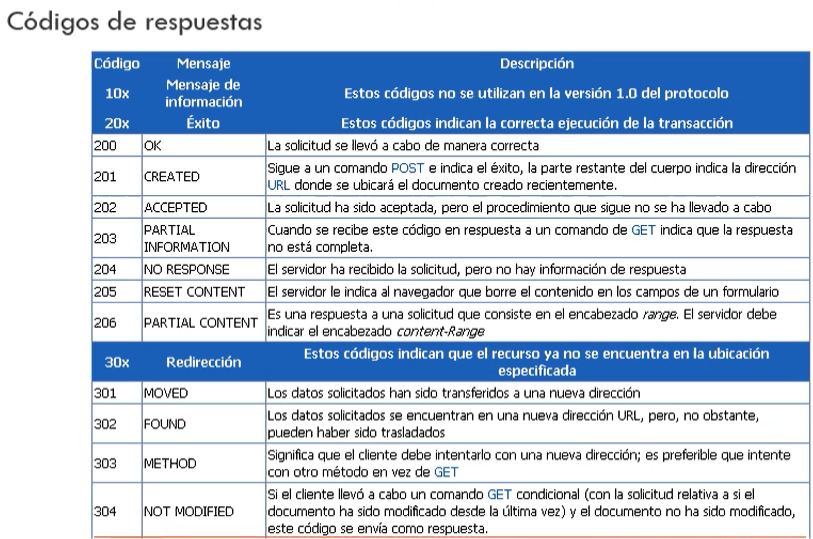 Códigos de respuestas
Código Mensaje Descripción
10x Mensaje de información Estos códigos no se utilizan en la versión 1.0 del protocolo
20x Éxito Estos códigos indican la correcta ejecución de la transacción
200 OK La solicitud se llevó a cabo de manera correcta
201 CREATED Sigue a un comando POST e indica el éxito, la parte restante del cuerpo indica la dirección
URL donde se ubicará el documento creado recientemente.
202 ACCEPTED La solicitud ha sido aceptada, pero el procedimiento que sigue no se ha llevado a cabo
203 PARTIAL INFORMATION Cuando se recibe este código en respuesta a un comando de GET indica que la respuesta
no está completa.
204 NO RESPONSE El servidor ha recibido la solicitud, pero no hay información de respuesta
205 RESET CONTENT El servidor le indica al navegador que borre el contenido en los campos de un formulario
206 PARTIAL CONTENT Es una respuesta a una solicitud que consiste en el encabezado range. El servidor debe
indicar el encabezado content-Range
30x Redirección Estos códigos indican que el recurso ya no se encuentra en la ubicación
especificada
301 MOVED Los datos solicitados han sido transferidos a una nueva dirección
302 FOUND Los datos solicitados se encuentran en una nueva dirección URL, pero, no obstante,
pueden haber sido trasladados
303 METHOD Significa que el cliente debe intentarlo con una nueva dirección; es preferible que intente
con otro método en vez de GET
304 NOT MODIFIED Si el cliente llevó a cabo un comando GET condicional (con la solicitud relativa a si el
documento ha sido modificado desde la última vez) y el documento no ha sido modificado,
este código se envía como respuesta.